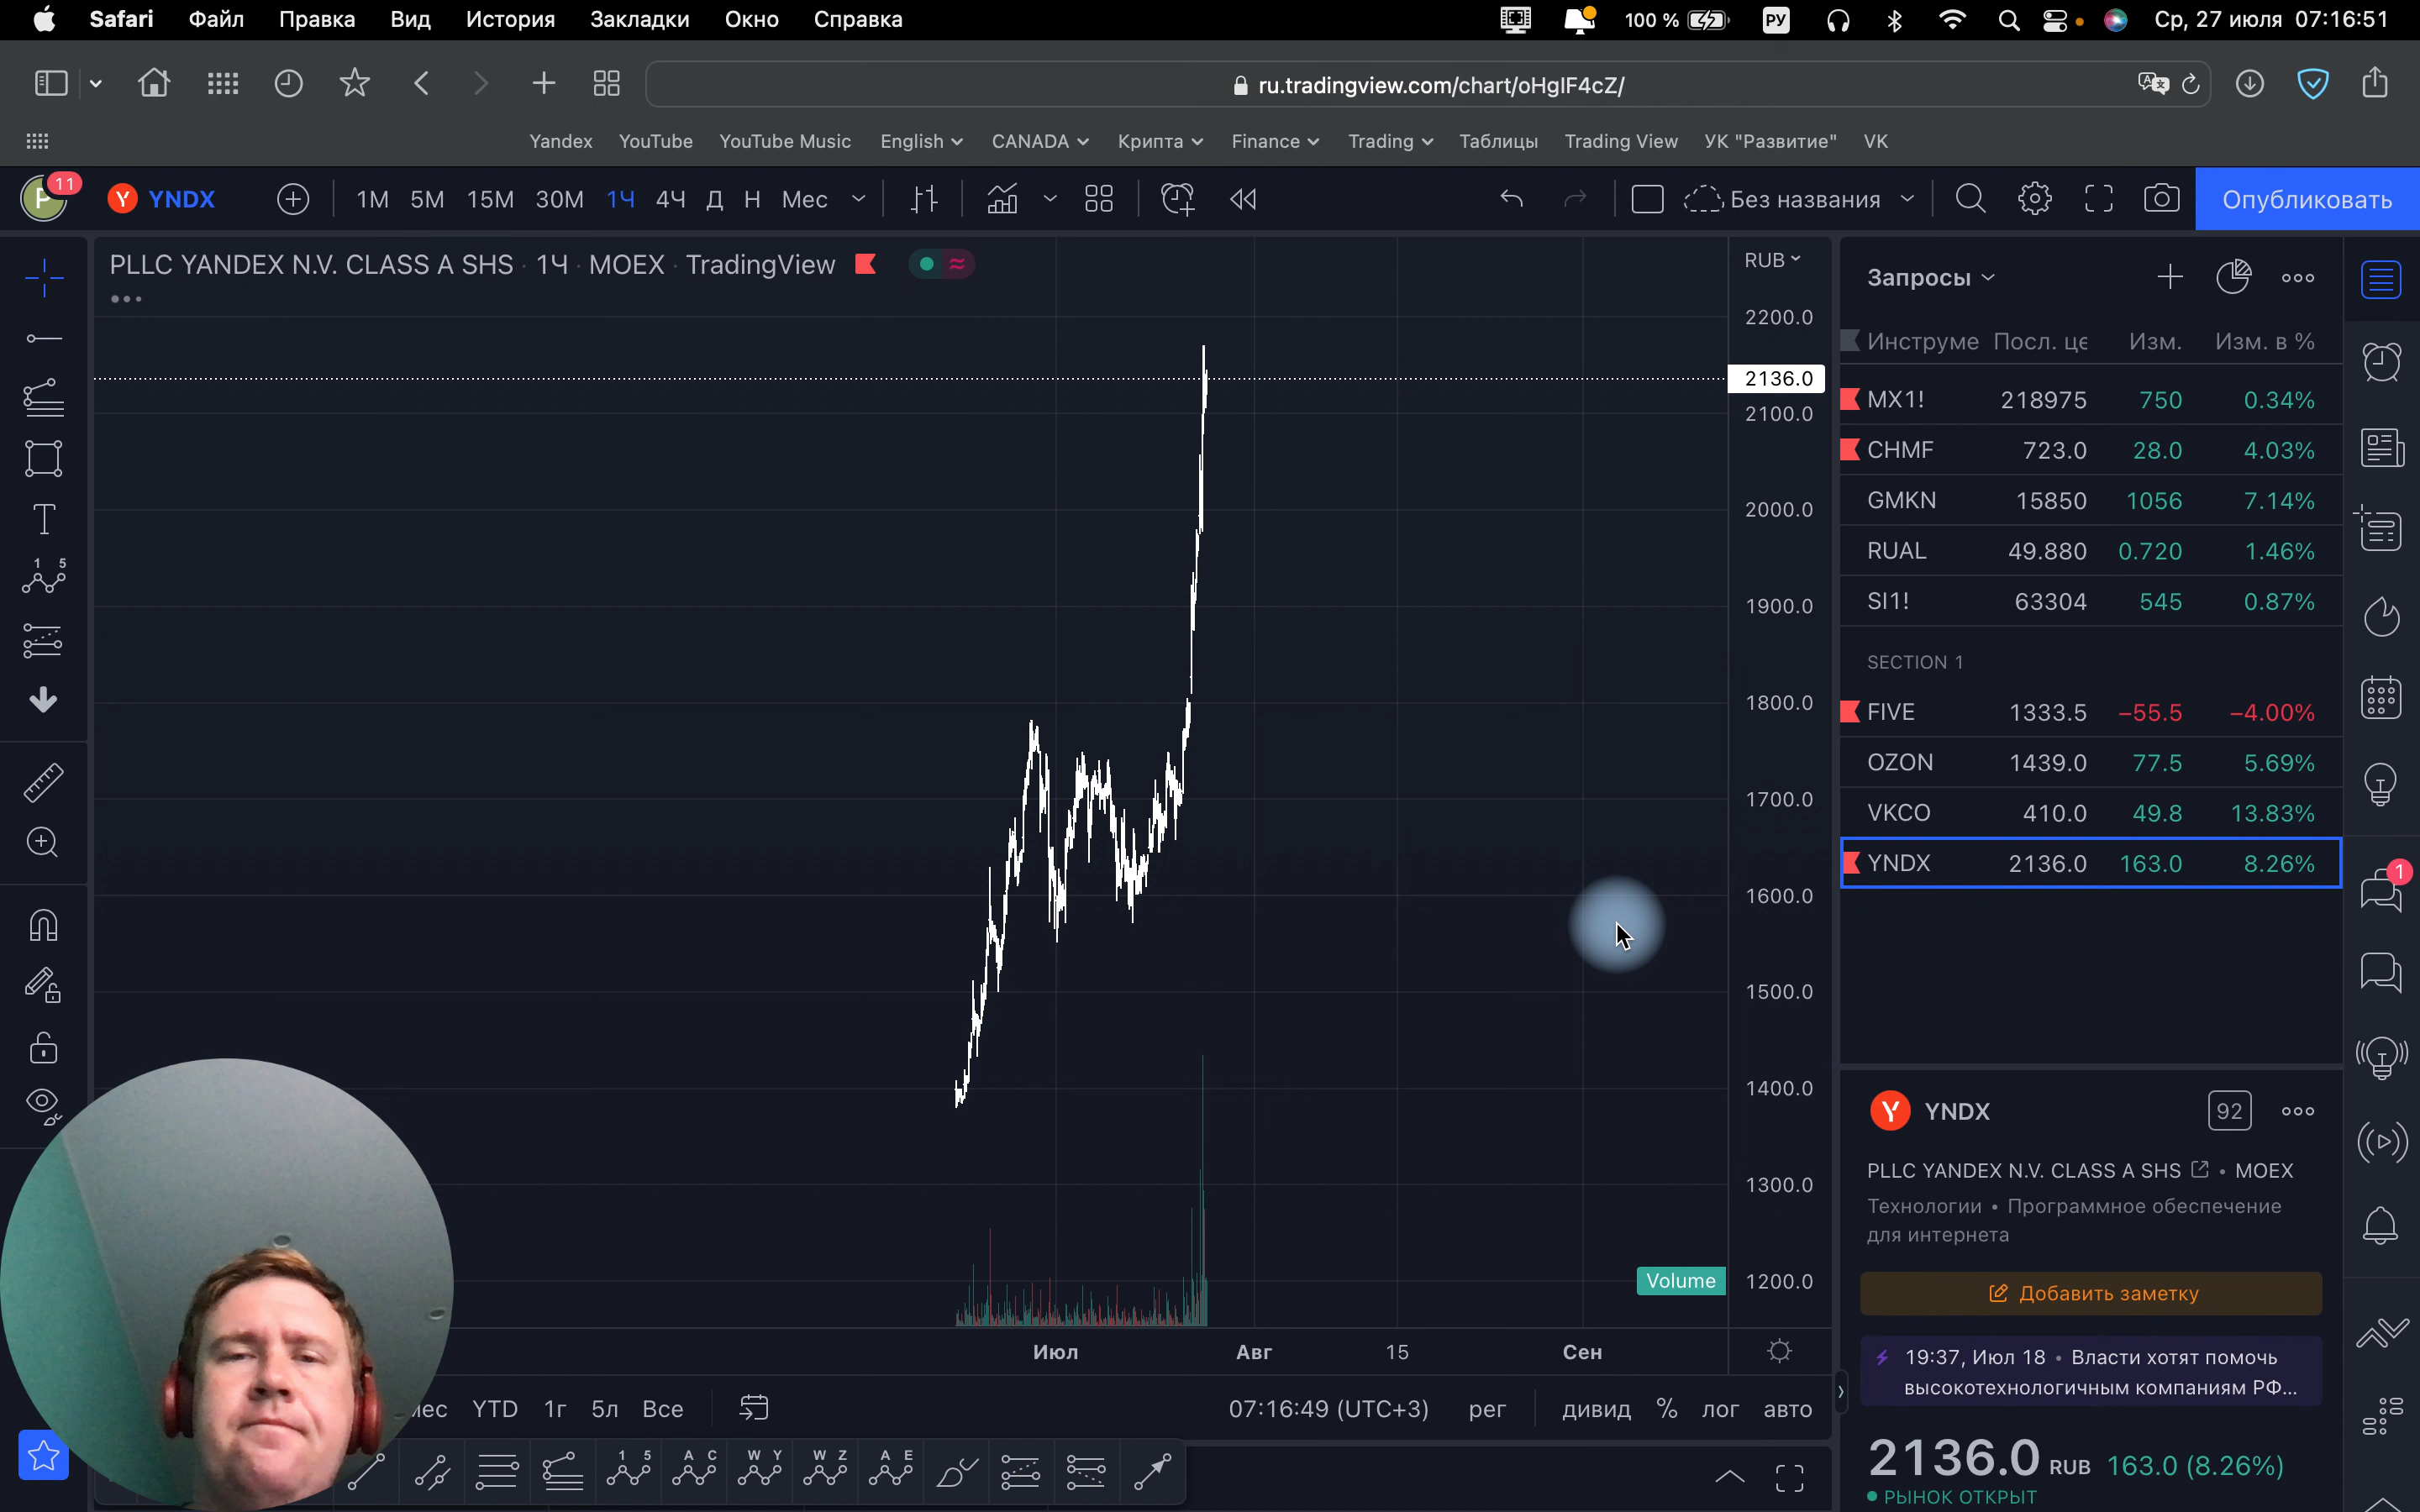 Safari Файл Правка Вид История Закладки Окно Справка 100 % РУ Ср, 27 июля 07:16:51
ru.tradingview.com/chart/oHgIF4cZ/
Yandex YouTube YouTube Music English CANADA Крипта Finance Trading Таблицы Trading View УК "Развитие" VK
P 11 Y YNDX 1М 5М 15М 30М 1Ч 4Ч Д Н Мес Без названия Опубликовать
PLLC YANDEX N.V. CLASS A SHS · 1Ч · MOEX · TradingView
RUB
2200.0
2136.0
2100.0
2000.0
1900.0
1800.0
1700.0
1600.0
1500.0
1400.0
1300.0
Volume 1200.0
Июл Авг 15 Сен
мес YTD 1г 5л Все 07:16:49 (UTC+3) рег дивид % лог авто
1 5 A C W Y W Z A E
T
1 5
Запросы
Инструме Посл. це Изм. Изм. в %
MX1! 218975 750 0.34%
CHMF 723.0 28.0 4.03%
GMKN 15850 1056 7.14%
RUAL 49.880 0.720 1.46%
SI1! 63304 545 0.87%
SECTION 1
FIVE 1333.5 −55.5 −4.00%
OZON 1439.0 77.5 5.69%
VKCO 410.0 49.8 13.83%
YNDX 2136.0 163.0 8.26%
1
Y YNDX 92
PLLC YANDEX N.V. CLASS A SHS • MOEX
Технологии • Программное обеспечение
для интернета
Добавить заметку
19:37, Июл 18 • Власти хотят помочь
высокотехнологичным компаниям РФ...
2136.0 RUB 163.0 (8.26%)
РЫНОК ОТКРЫТ